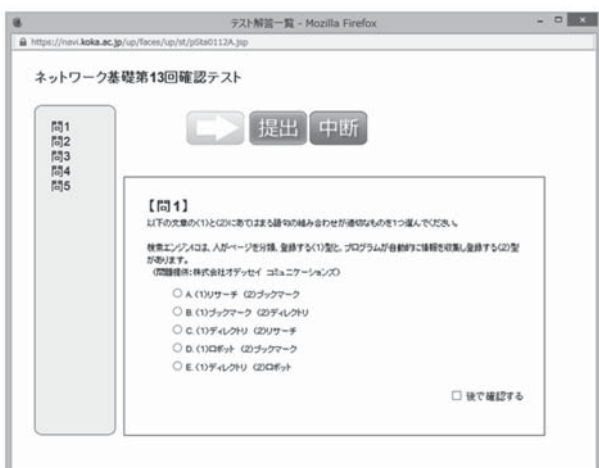 テスト解答一覧 - Mozilla Firefox
https://navi.koka.ac.jp/up/faces/up/st/pSta0112A.jsp
ネットワーク基礎第13回確認テスト
問1
問2
問3
問4
問5
提出 中断
【問1】
以下の文章の(1)と(2)にあてはまる語句の組み合わせが適切なものを1つ選んでください。
検索エンジンには、人がページを分類、登録する(1)型と、プログラムが自動的に情報を収集し登録する(2)型
があります。
(問題提供:株式会社オデッセイ コミュニケーションズ)
A. (1)リサーチ (2)ブックマーク
B. (1)ブックマーク (2)ディレクトリ
C. (1)ディレクトリ (2)リサーチ
D. (1)ロボット (2)ブックマーク
E. (1)ディレクトリ (2)ロボット
後で確認する